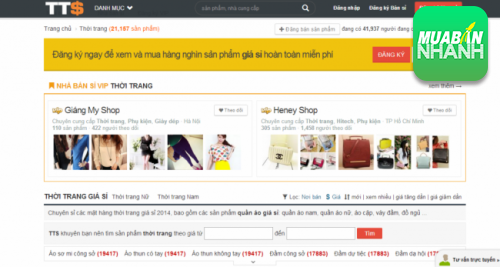 TT$ DANH MỤC sản phẩm, nhà cung cấp Đăng nhập Đăng ký Bán sỉ
Trang chủ › Thời trang (21,167 sản phẩm) + Đăng bán sản phẩm đang có 41,937 người đang
MUABÁN NHANH
Đăng ký ngay để xem và mua hàng nghìn sản phẩm giá sỉ hoàn toàn miễn phí ĐĂNG KÝ
NHÀ BÁN SỈ VIP THỜI TRANG xem thêm
Giáng My Shop Theo dõi
Chuyên cung cấp Thời trang, Phụ kiện, Giày dép - Hà Nội
110 sản phẩm · 422 người theo dõi
Heney Shop Theo dõi
Chuyên cung cấp Thời trang, Hitech, Phụ kiện - TP Hồ Chí Minh
305 sản phẩm · 1,458 người theo dõi
THỜI TRANG GIÁ SỈ Thời trang Nữ Thời trang Nam Lọc: Nơi bán $ Giá mới | xem nhiều | giá tăng dần | giá giảm dần
Chuyên sỉ các mặt hàng thời trang giá sỉ 2014, bao gồm các sản phẩm quần áo giá sỉ: quần áo nam, quần áo nữ, áo cặp, váy đầm, đồ ngủ ...
TT$ khuyên bạn nên tìm sản phẩm thời trang theo giá từ đến Tìm
Áo sơ mi công sở (19417) Áo thun có tay (19417) Áo thun không tay (19417) Đầm công sở (17883) Đầm dự tiệc (17883) Đầm dạ hội
Tư vấn trực tuyến